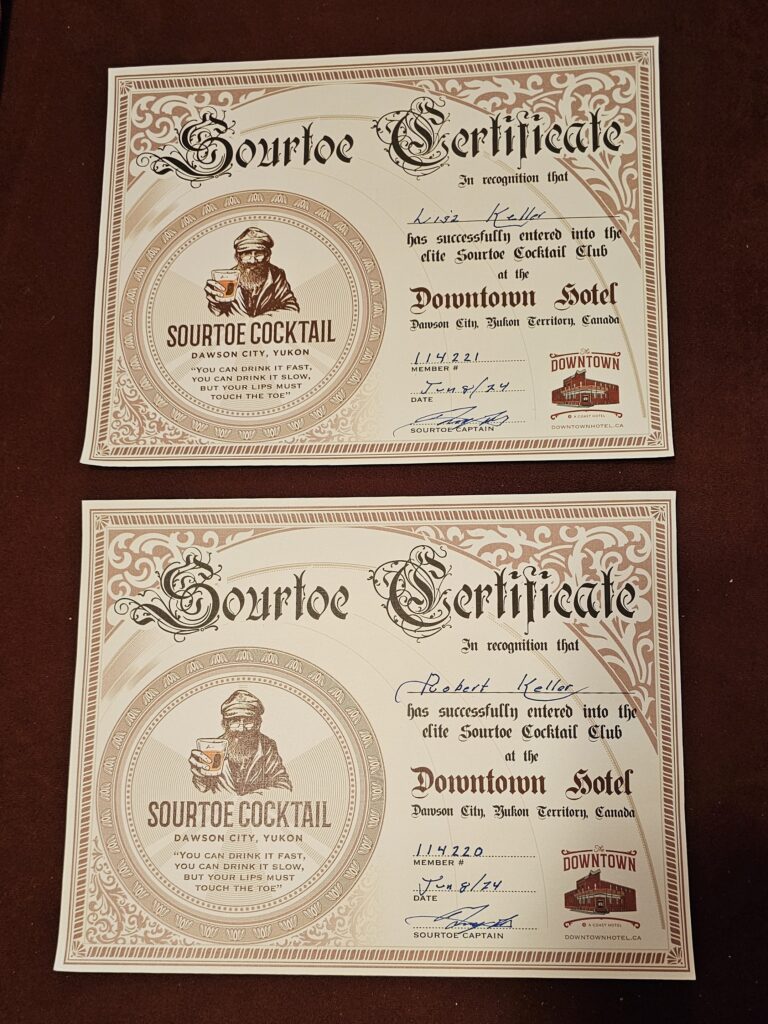 Sourtoe Certificate
In recognition that
Lisa Keller
has successfully entered into the
elite Sourtoe Cocktail Club
at the
Downtown Hotel
Dawson City, Yukon Territory, Canada
SOURTOE COCKTAIL
DAWSON CITY, YUKON
"YOU CAN DRINK IT FAST,
YOU CAN DRINK IT SLOW,
BUT YOUR LIPS MUST
TOUCH THE TOE"
114221
MEMBER #
Jun 8/24
DATE
SOURTOE CAPTAIN
The
DOWNTOWN
A COAST HOTEL
DOWNTOWNHOTEL.CA
Sourtoe Certificate
In recognition that
Robert Keller
has successfully entered into the
elite Sourtoe Cocktail Club
at the
Downtown Hotel
Dawson City, Yukon Territory, Canada
SOURTOE COCKTAIL
DAWSON CITY, YUKON
"YOU CAN DRINK IT FAST,
YOU CAN DRINK IT SLOW,
BUT YOUR LIPS MUST
TOUCH THE TOE"
114220
MEMBER #
Jun 8/24
DATE
SOURTOE CAPTAIN
The
DOWNTOWN
A COAST HOTEL
DOWNTOWNHOTEL.CA